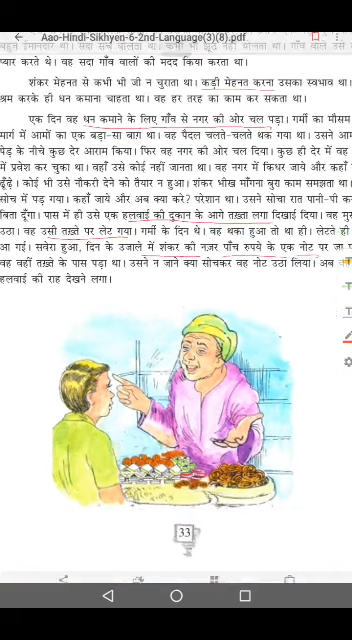 Aao-Hindi-Sikhyen-6-2nd-Language(3)(8).pdf
प्यार करते थे। वह सदा गाँव वालों की मदद किया करता था।
शंकर मेहनत से कभी भी जी न चुराता था। कड़ी मेहनत करना उसका स्वभाव था।
श्रम करके ही धन कमाना चाहता था। वह हर तरह का काम कर सकता था।
एक दिन वह धन कमाने के लिए गाँव से नगर की ओर चल पड़ा। गर्मी का मौसम
मार्ग में आमों का एक बड़ा-सा बाग़ था। वह पैदल चलते-चलते थक गया था। उसने आम
पेड़ के नीचे कुछ देर आराम किया। फिर वह नगर की ओर चल दिया। कुछ ही देर में वह
में प्रवेश कर चुका था। वहाँ उसे कोई नहीं जानता था। वह नगर में किधर जाये और कहाँ
ढूँढ़े। कोई भी उसे नौकरी देने को तैयार न हुआ। शंकर भीख माँगना बुरा काम समझता था।
सोच में पड़ गया। कहाँ जाये और अब क्या करे? परेशान था। उसने सोचा रात पानी-पी कर
बिता दूँगा। पास में ही उसे एक हलवाई की दुकान के आगे तख़्ता लगा दिखाई दिया। वह
उठा। वह उसी तख़्ते पर लेट गया। गर्मी के दिन थे। वह थका हुआ तो था ही। लेटते ही
आ गई। सवेरा हुआ, दिन के उजाले में शंकर की नज़र पाँच रुपये के एक नोट पर
वह वहीं तख़्ते के पास पड़ा था। उसने न जाने क्या सोचकर वह नोट उठा लिया। अब
हलवाई की राह देखने लगा।
33